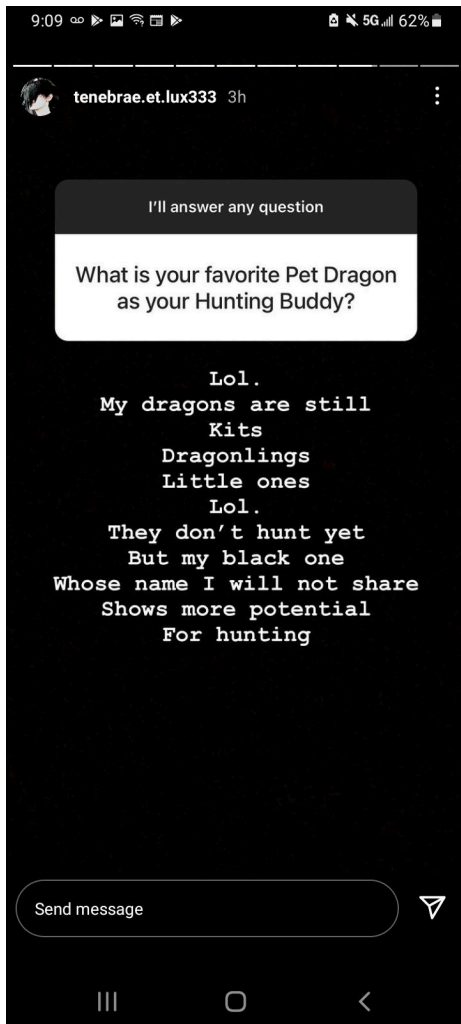 9:09 5G 62%
tenebrae.et.lux333 3h
I'll answer any question
What is your favorite Pet Dragon
as your Hunting Buddy?
Lol.
My dragons are still
Kits
Dragonlings
Little ones
Lol.
They don't hunt yet
But my black one
Whose name I will not share
Shows more potential
For hunting
Send message